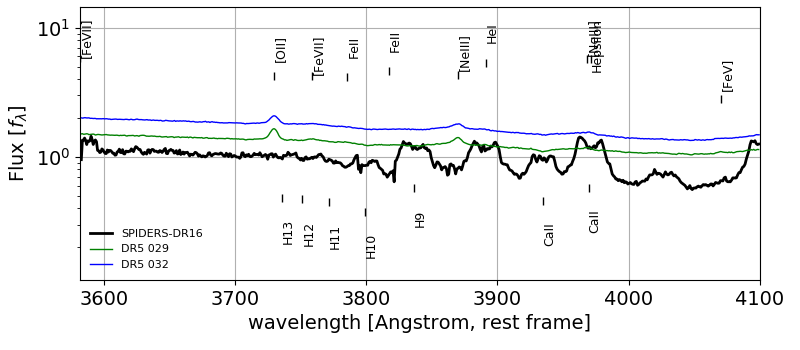 [FeVII]
[OII]
[FeVII]
FeII
FeII
[NeIII]
HeI
[NeIII]
Hepsilon
[FeV]
10¹
10⁰
Flux [fλ]
H13
H12
H11
H10
H9
CaII
CaII
SPIDERS-DR16
DR5 029
DR5 032
3600 3700 3800 3900 4000 4100
wavelength [Angstrom, rest frame]